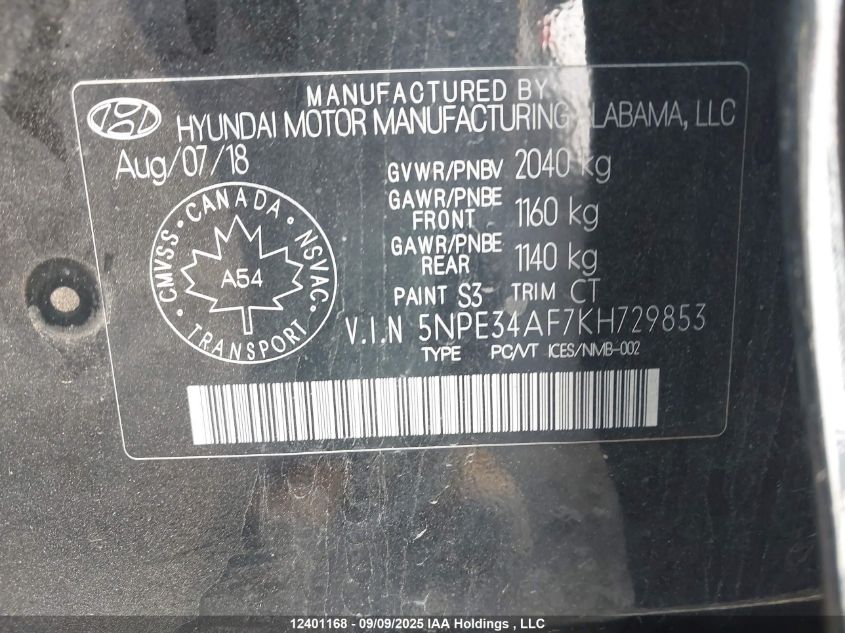 MANUFACTURED BY
HYUNDAI MOTOR MANUFACTURING ALABAMA, LLC
Aug/07/18
GVWR/PNBV 2040 kg
GAWR/PNBE FRONT 1160 kg
GAWR/PNBE REAR 1140 kg
PAINT S3 TRIM CT
CMVSS · CANADA · NSVAC · TRANSPORT ·
A54
V.I.N 5NPE34AF7KH729853
TYPE PC/VT ICES/NMB-002
12401168 - 09/09/2025 IAA Holdings , LLC